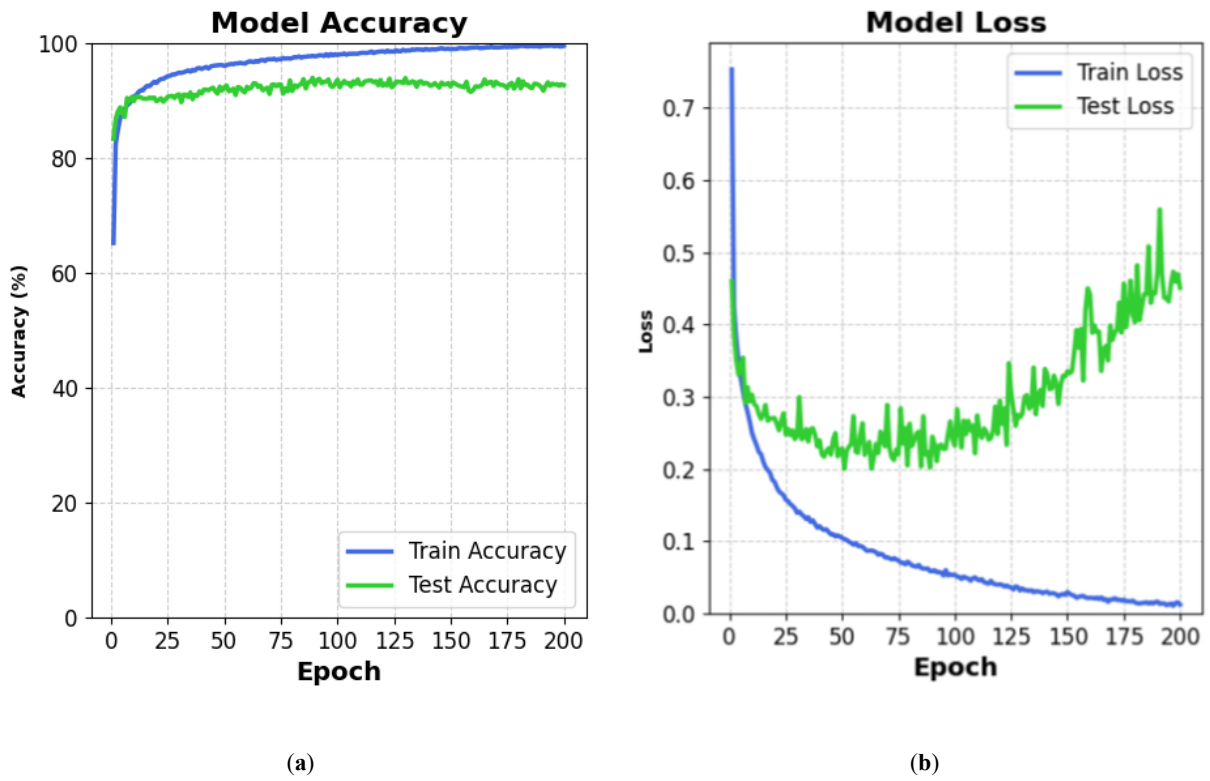 Model Accuracy
100
80
60
40
20
0
Accuracy (%)
Train Accuracy
Test Accuracy
0 25 50 75 100 125 150 175 200
Epoch
(a)
Model Loss
0.7
0.6
0.5
0.4
0.3
0.2
0.1
0.0
Loss
Train Loss
Test Loss
0 25 50 75 100 125 150 175 200
Epoch
(b)